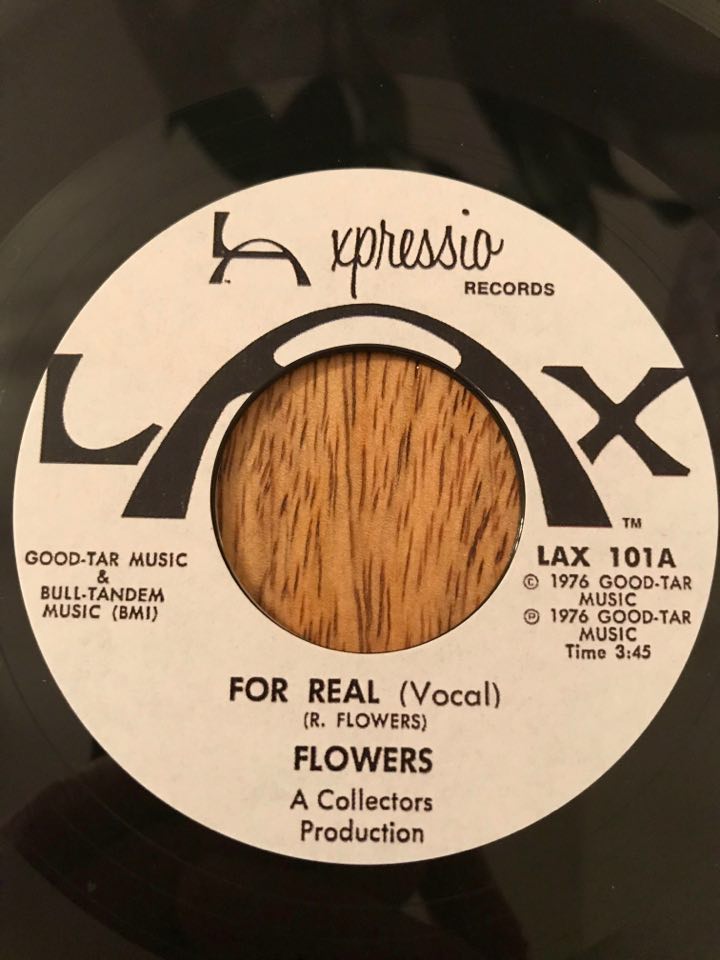 LA xpressio
RECORDS
LAX
TM
GOOD-TAR MUSIC
&
BULL-TANDEM
MUSIC (BMI)
LAX 101A
© 1976 GOOD-TAR
MUSIC
℗ 1976 GOOD-TAR
MUSIC
Time 3:45
FOR REAL (Vocal)
(R. FLOWERS)
FLOWERS
A Collectors
Production